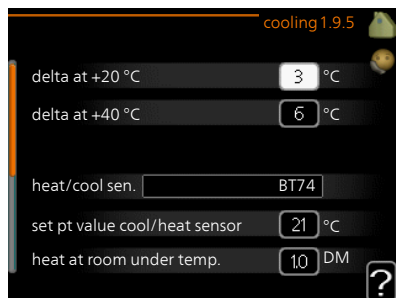 cooling 1.9.5
delta at +20 °C 3 °C
delta at +40 °C 6 °C
heat/cool sen. BT74
set pt value cool/heat sensor 21 °C
heat at room under temp. 1.0 DM
?